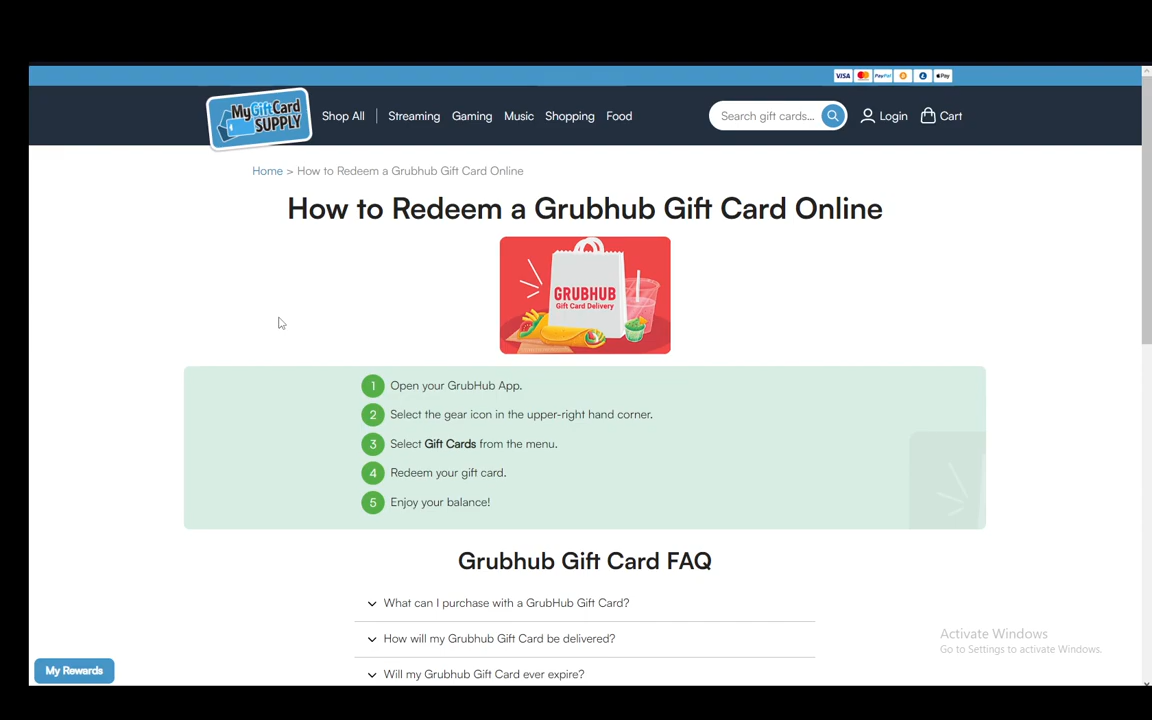 VISA PayPal Pay
MyGiftCard SUPPLY
Shop All Streaming Gaming Music Shopping Food Search gift cards... Login Cart
Home > How to Redeem a Grubhub Gift Card Online
How to Redeem a Grubhub Gift Card Online
GRUBHUB
Gift Card Delivery
1 Open your GrubHub App.
2 Select the gear icon in the upper-right hand corner.
3 Select Gift Cards from the menu.
4 Redeem your gift card.
5 Enjoy your balance!
Grubhub Gift Card FAQ
What can I purchase with a GrubHub Gift Card?
How will my Grubhub Gift Card be delivered?
Activate Windows
Go to Settings to activate Windows.
Will my Grubhub Gift Card ever expire?
My Rewards